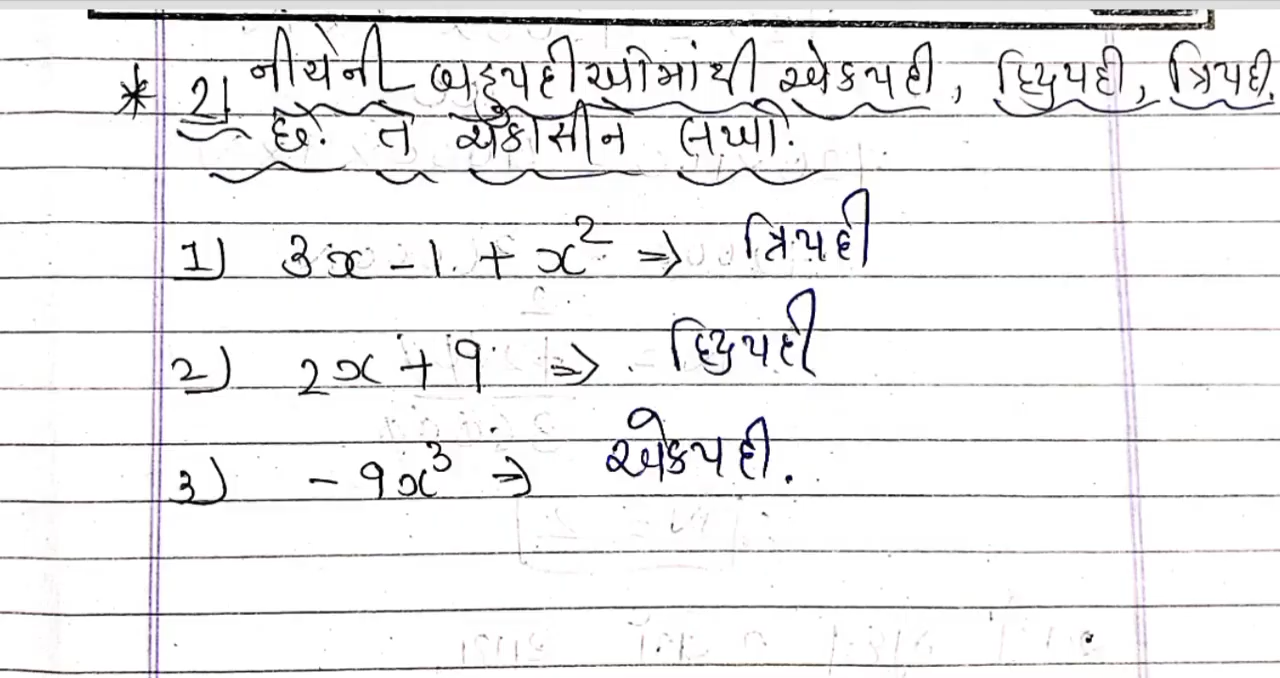 * 2) નીચેની બહુપદીઓમાંથી એકપદી, દ્વિપદી, ત્રિપદી.
છે. તે ચકાસીને લખો.
1) 3x - 1 + x² ⇒ ત્રિપદી
2) 2x + 9 ⇒ દ્વિપદી
3) - 9x³ ⇒ એકપદી.